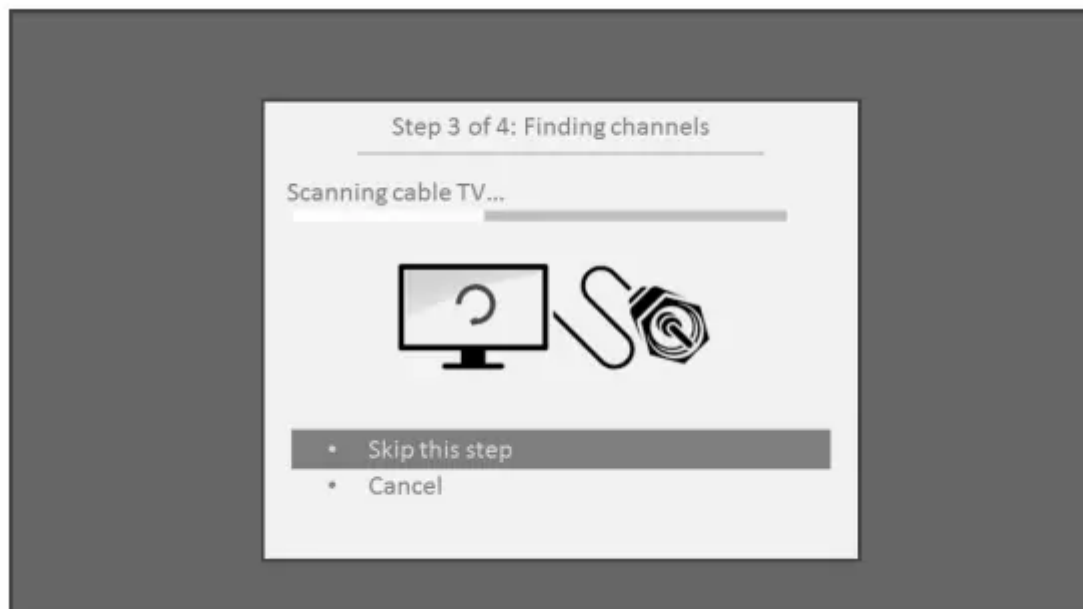 Step 3 of 4: Finding channels
Scanning cable TV...
• Skip this step
• Cancel